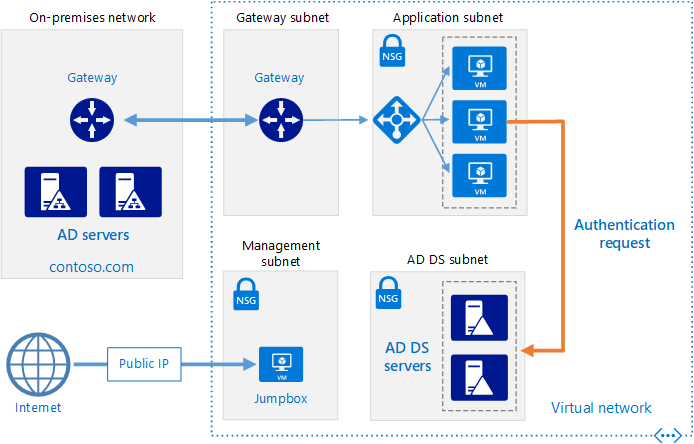 On-premises network
Gateway subnet
Application subnet
Gateway
Gateway
NSG
VM
VM
VM
AD servers
contoso.com
Authentication
request
Management
subnet
AD DS subnet
NSG
NSG
AD DS
servers
Public IP
VM
Internet
Jumpbox
Virtual network